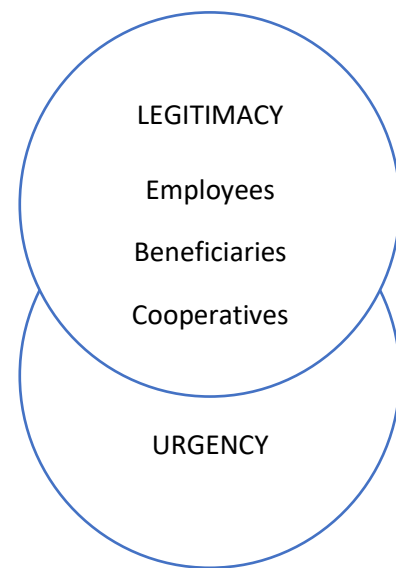 LEGITIMACY
Employees
Beneficiaries
Cooperatives
URGENCY